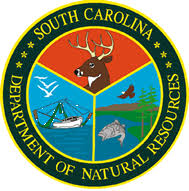 SOUTH CAROLINA
DEPARTMENT OF NATURAL RESOURCES